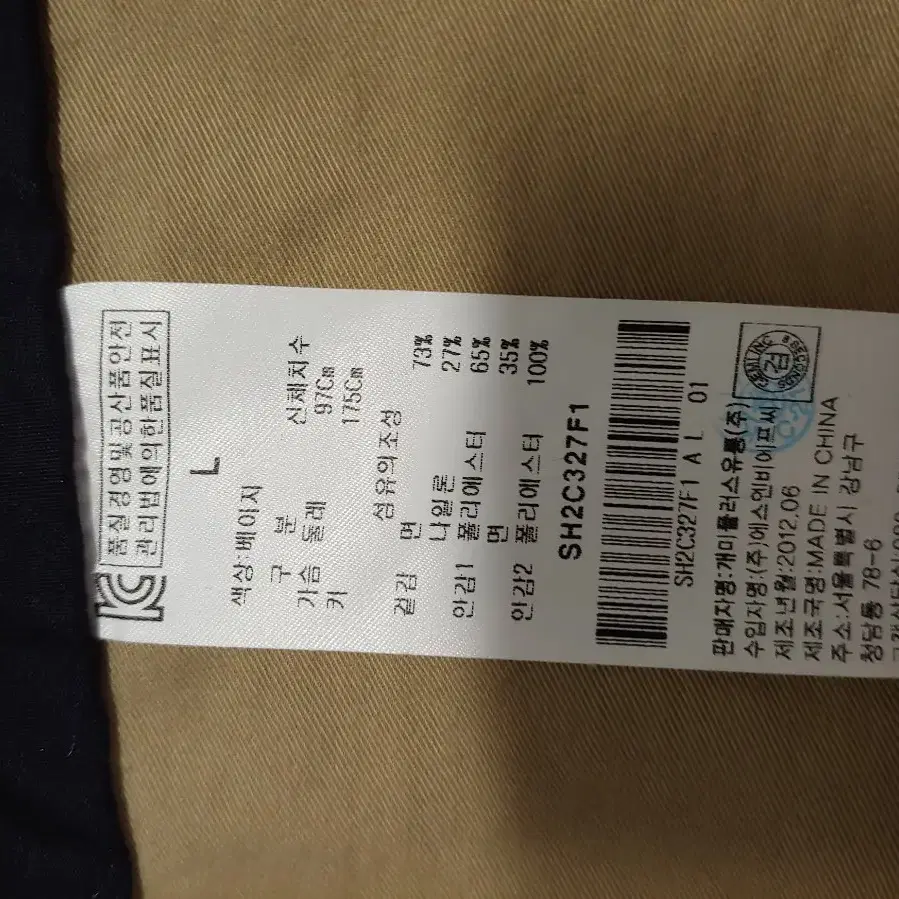 품질경영및공산품안전
관리법에의한품질표시
L
색상:베이지
구 분 신체치수
가슴 둘레 97Cm
키 175Cm
섬유의조성
겉감 면 73%
나일론 27%
안감1 폴리에스터 65%
면 35%
안감2 폴리에스터 100%
SH2C327F1
SH2C327F1 A L 01
판매자명:개미플러스유통(주)
수입자명:(주)에스엔비에프씨
제조년월:2012.06
제조국명:MADE IN CHINA
주소:서울특별시 강남구
청담동 78-6